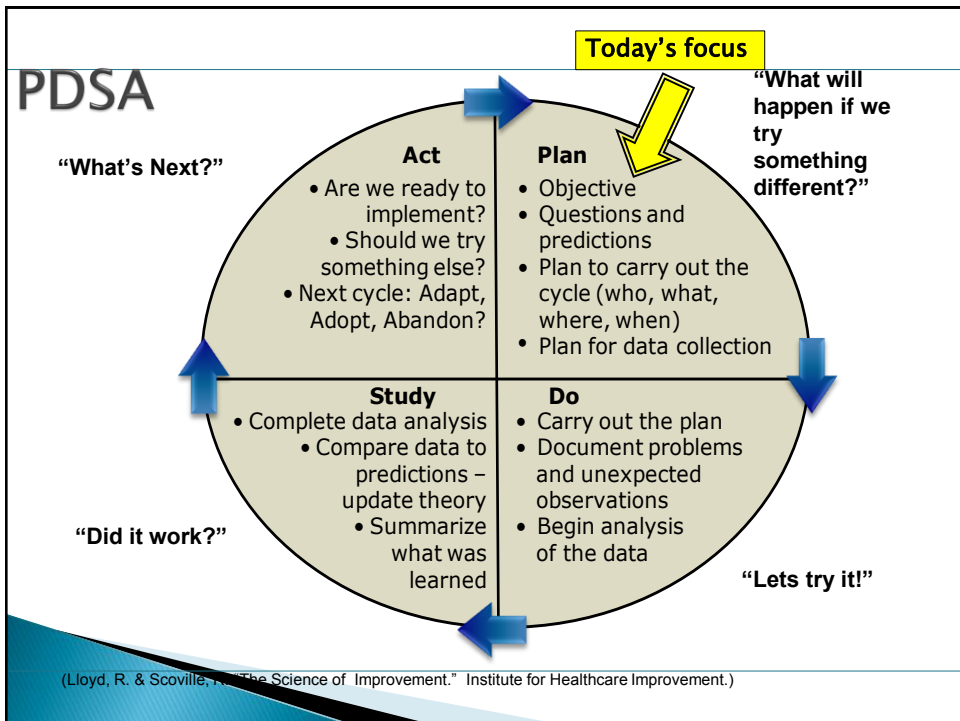 Today's focus
PDSA
"What will
happen if we
try
something
different?"
"What's Next?"
Act
• Are we ready to
implement?
• Should we try
something else?
• Next cycle: Adapt,
Adopt, Abandon?
Plan
• Objective
• Questions and
predictions
• Plan to carry out the
cycle (who, what,
where, when)
• Plan for data collection
Study
• Complete data analysis
• Compare data to
predictions –
update theory
• Summarize
what was
learned
Do
• Carry out the plan
• Document problems
and unexpected
observations
• Begin analysis
of the data
"Did it work?"
"Lets try it!"
(Lloyd, R. & Scoville, "The Science of Improvement." Institute for Healthcare Improvement.)